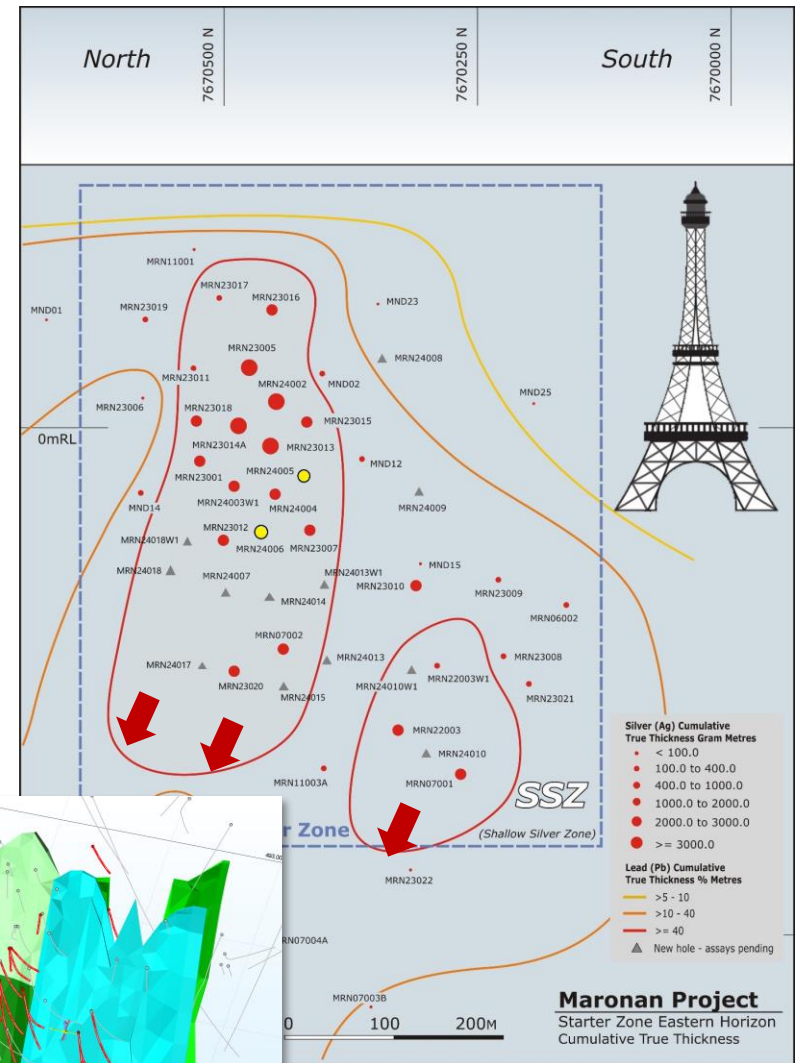 North
7670500 N
7670250 N
South
7670000 N
MRN11001
MRN23017
MND01
MRN23019
MRN23016
MND23
MRN23005
MRN24008
MRN23011
MRN24002
MND02
MRN23006
MND25
MRN23018
MRN23015
0mRL
MRN23014A
MRN23013
MRN23001
MRN24005
MND12
MND14
MRN24003W1
MRN24004
MRN24009
MRN23012
MRN24018W1
MRN24006
MRN23007
MRN24018
MRN24007
MRN24013W1
MND15
MRN24014
MRN23010
MRN23009
MRN06002
MRN07002
MRN24017
MRN24013
MRN23008
MRN23020
MRN24015
MRN24010W1
MRN22003W1
MRN23021
MRN22003
MRN24010
MRN11003A
MRN07001
SSZ
(Shallow Silver Zone)
r Zone
MRN23022
RN07004A
MRN07003B
0 100 200M
Silver (Ag) Cumulative
True Thickness Gram Metres
< 100.0
100.0 to 400.0
400.0 to 1000.0
1000.0 to 2000.0
2000.0 to 3000.0
>= 3000.0
Lead (Pb) Cumulative
True Thickness % Metres
>5 - 10
>10 - 40
>= 40
New hole - assays pending
Maronan Project
Starter Zone Eastern Horizon
Cumulative True Thickness